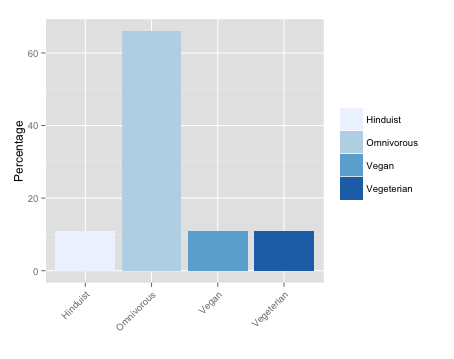 60
40
20
0
Percentage
Hinduist
Omnivorous
Vegan
Vegeterian
Hinduist
Omnivorous
Vegan
Vegeterian